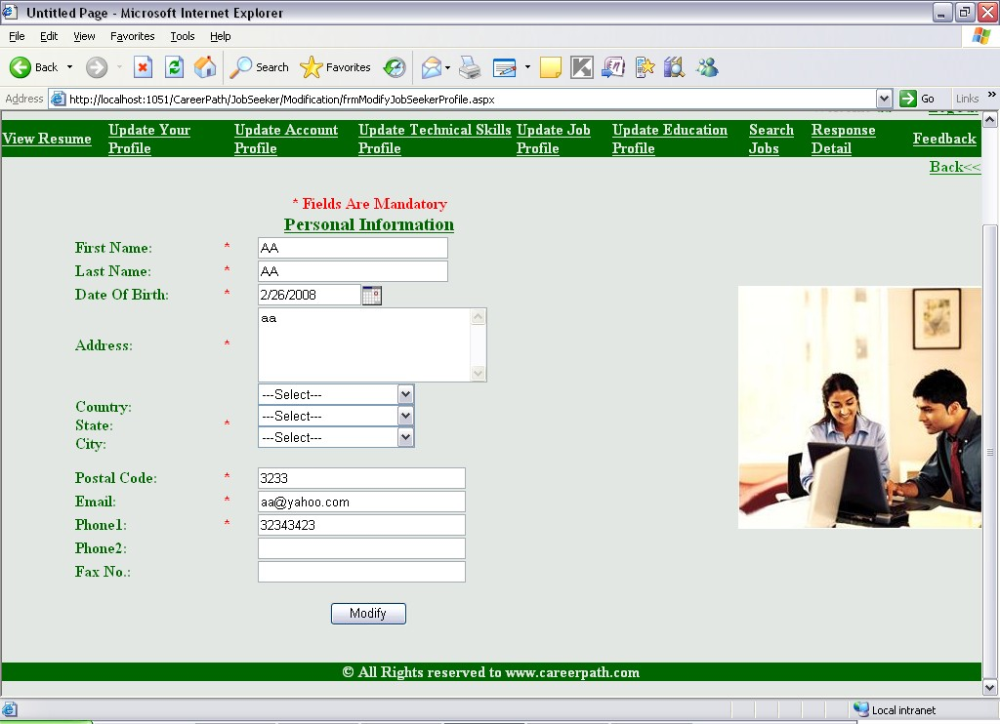 Untitled Page - Microsoft Internet Explorer
File Edit View Favorites Tools Help
Back Search Favorites
Address http://localhost:1051/CareerPath/JobSeeker/Modification/frmModifyJobSeekerProfile.aspx Go Links »
View Resume Update Your Profile Update Account Profile Update Technical Skills Profile Update Job Profile Update Education Profile Search Jobs Response Detail Feedback
Back<<
* Fields Are Mandatory
Personal Information
First Name: * AA
Last Name: * AA
Date Of Birth: * 2/26/2008
Address: * aa
Country: ---Select---
State: * ---Select---
City: ---Select---
Postal Code: * 3233
Email: * aa@yahoo.com
Phone1: * 32343423
Phone2:
Fax No.:
Modify
© All Rights reserved to www.careerpath.com
Local intranet